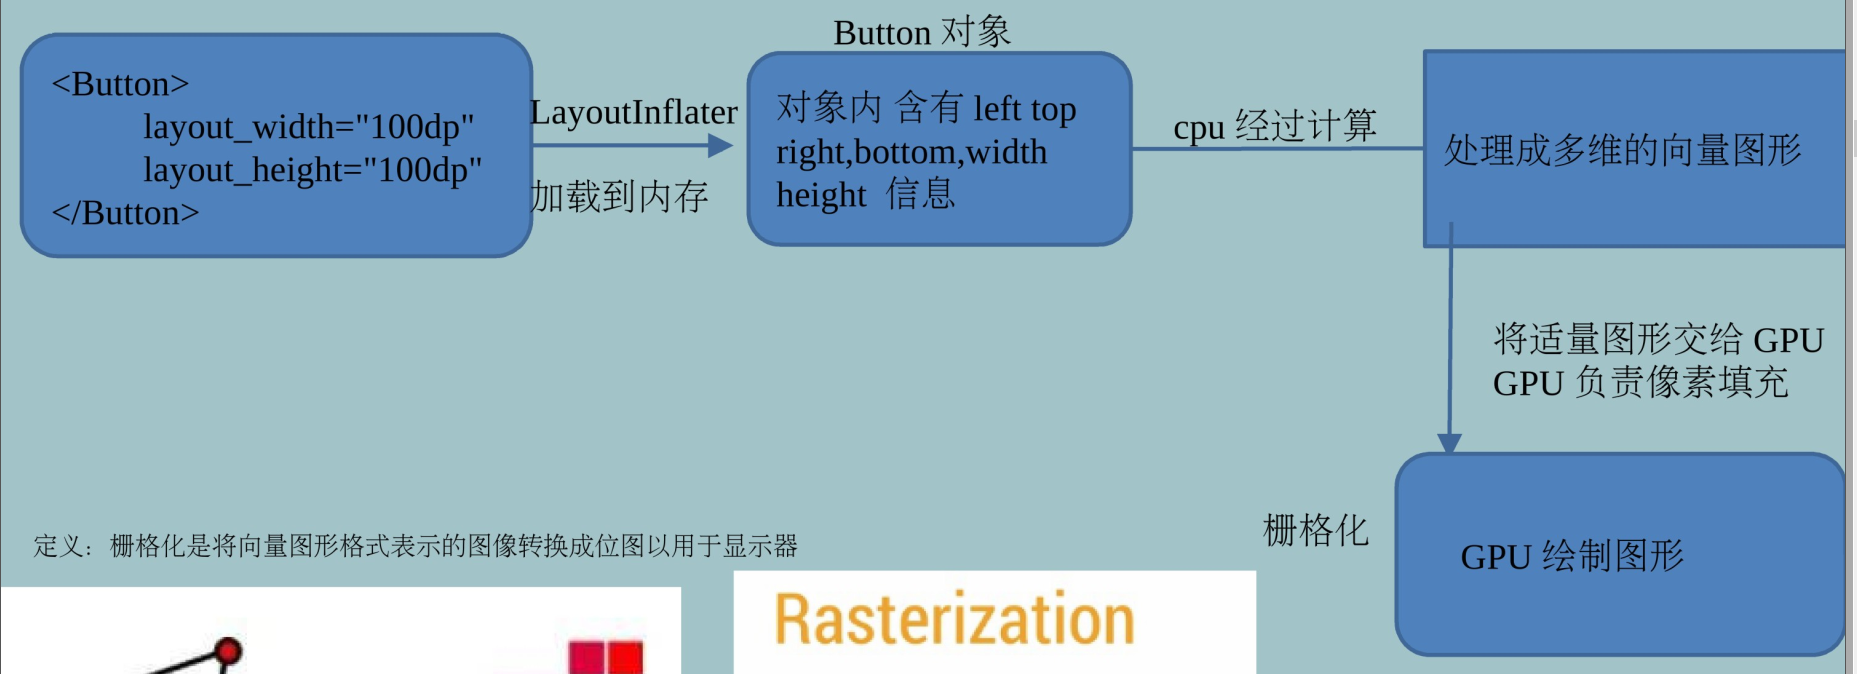 <Button>
layout_width="100dp"
layout_height="100dp"
</Button>
LayoutInflater
加载到内存
Button 对象
对象内 含有 left top
right,bottom,width
height 信息
cpu 经过计算
处理成多维的向量图形
将适量图形交给 GPU
GPU 负责像素填充
栅格化
GPU 绘制图形
定义：栅格化是将向量图形格式表示的图像转换成位图以用于显示器
Rasterization